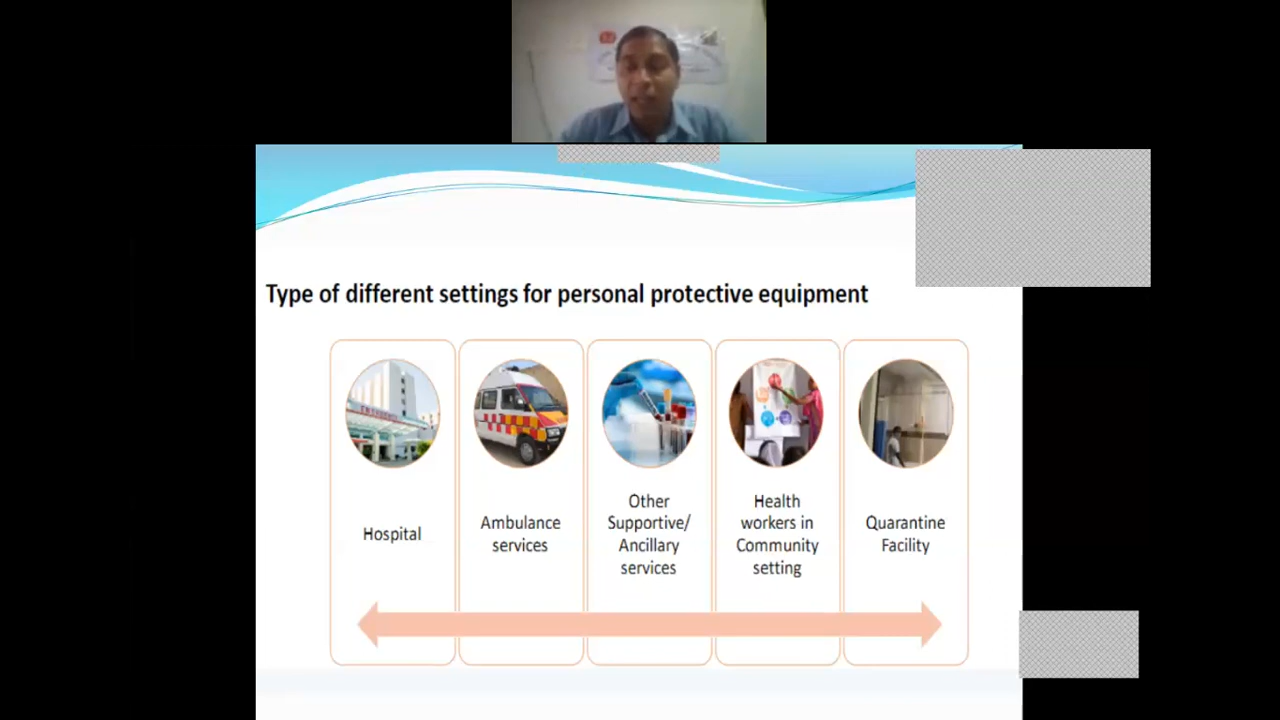 Type of different settings for personal protective equipment
Hospital
Ambulance
services
Other
Supportive/
Ancillary
services
Health
workers in
Community
setting
Quarantine
Facility